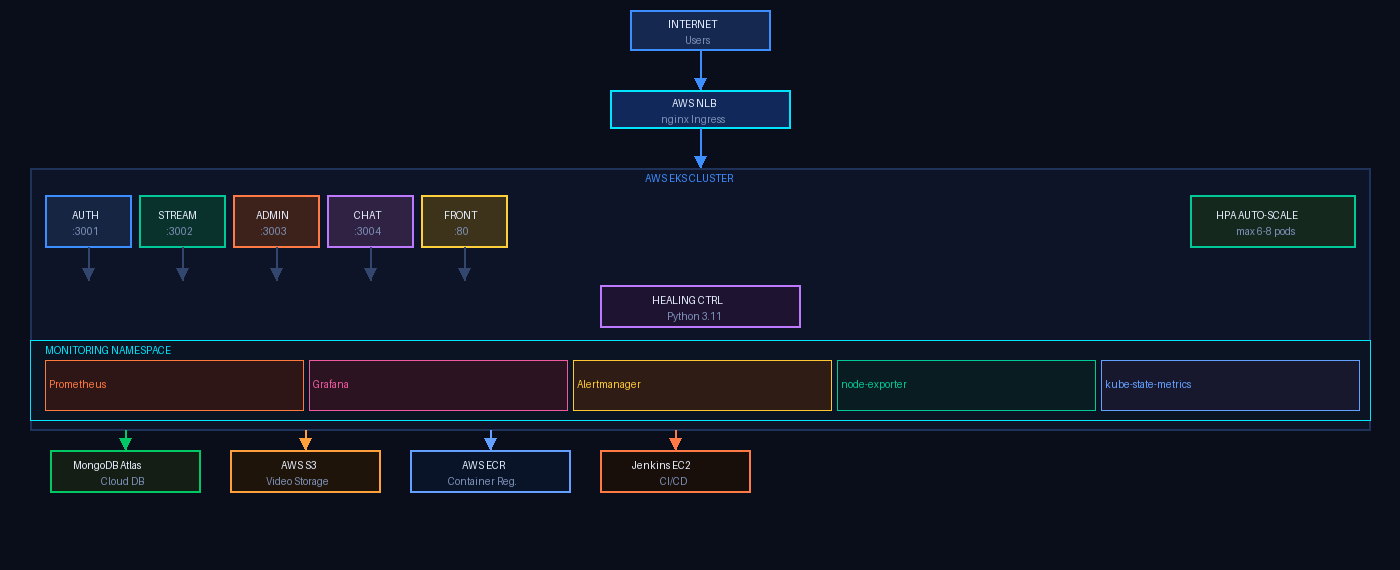 INTERNET
Users
AWS NLB
nginx Ingress
AWS EKS CLUSTER
AUTH
:3001
STREAM
:3002
ADMIN
:3003
CHAT
:3004
FRONT
:80
HPA AUTO-SCALE
max 6-8 pods
HEALING CTRL
Python 3.11
MONITORING NAMESPACE
Prometheus
Grafana
Alertmanager
node-exporter
kube-state-metrics
MongoDB Atlas
Cloud DB
AWS S3
Video Storage
AWS ECR
Container Reg.
Jenkins EC2
CI/CD